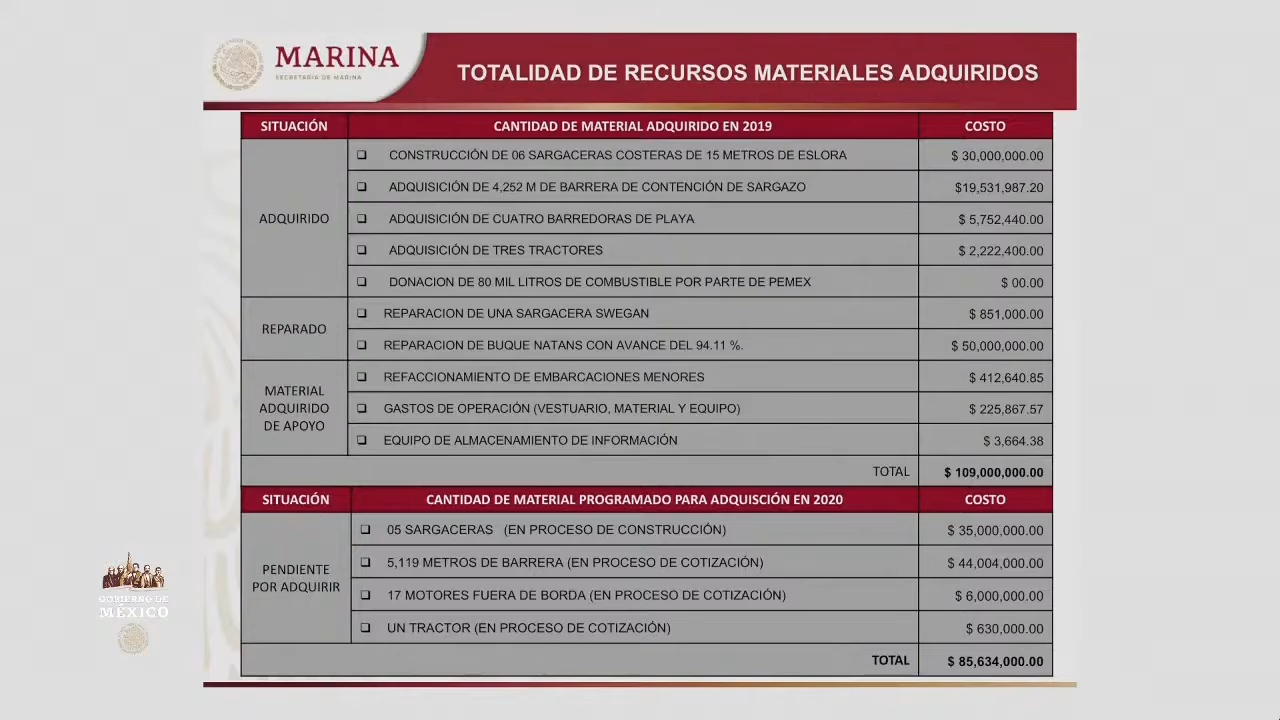 MARINA
SECRETARÍA DE MARINA
TOTALIDAD DE RECURSOS MATERIALES ADQUIRIDOS
SITUACIÓN CANTIDAD DE MATERIAL ADQUIRIDO EN 2019 COSTO
ADQUIRIDO
CONSTRUCCIÓN DE 06 SARGACERAS COSTERAS DE 15 METROS DE ESLORA $ 30,000,000.00
ADQUISICIÓN DE 4,252 M DE BARRERA DE CONTENCIÓN DE SARGAZO $19,531,987.20
ADQUISICIÓN DE CUATRO BARREDORAS DE PLAYA $ 5,752,440.00
ADQUISICIÓN DE TRES TRACTORES $ 2,222,400.00
DONACION DE 80 MIL LITROS DE COMBUSTIBLE POR PARTE DE PEMEX $ 00.00
REPARADO
REPARACION DE UNA SARGACERA SWEGAN $ 851,000.00
REPARACION DE BUQUE NATANS CON AVANCE DEL 94.11 %. $ 50,000,000.00
MATERIAL
ADQUIRIDO
DE APOYO
REFACCIONAMIENTO DE EMBARCACIONES MENORES $ 412,640.85
GASTOS DE OPERACIÓN (VESTUARIO, MATERIAL Y EQUIPO) $ 225,867.57
EQUIPO DE ALMACENAMIENTO DE INFORMACIÓN $ 3,664.38
TOTAL $ 109,000,000.00
SITUACIÓN CANTIDAD DE MATERIAL PROGRAMADO PARA ADQUISCIÓN EN 2020 COSTO
PENDIENTE
POR ADQUIRIR
05 SARGACERAS (EN PROCESO DE CONSTRUCCIÓN) $ 35,000,000.00
5,119 METROS DE BARRERA (EN PROCESO DE COTIZACIÓN) $ 44,004,000.00
17 MOTORES FUERA DE BORDA (EN PROCESO DE COTIZACIÓN) $ 6,000,000.00
UN TRACTOR (EN PROCESO DE COTIZACIÓN) $ 630,000.00
TOTAL $ 85,634,000.00
GOBIERNO DE
MÉXICO